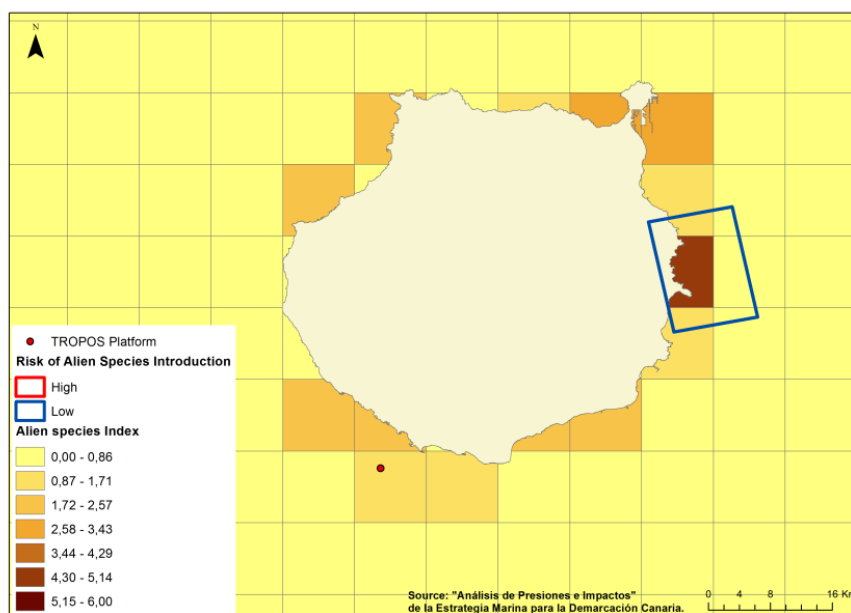 N
TROPOS Platform
Risk of Alien Species Introduction
High
Low
Alien species Index
0,00 - 0,86
0,87 - 1,71
1,72 - 2,57
2,58 - 3,43
3,44 - 4,29
4,30 - 5,14
5,15 - 6,00
Source: "Análisis de Presiones e Impactos"
de la Estrategia Marina para la Demarcación Canaria.
0 4 8 16 Km